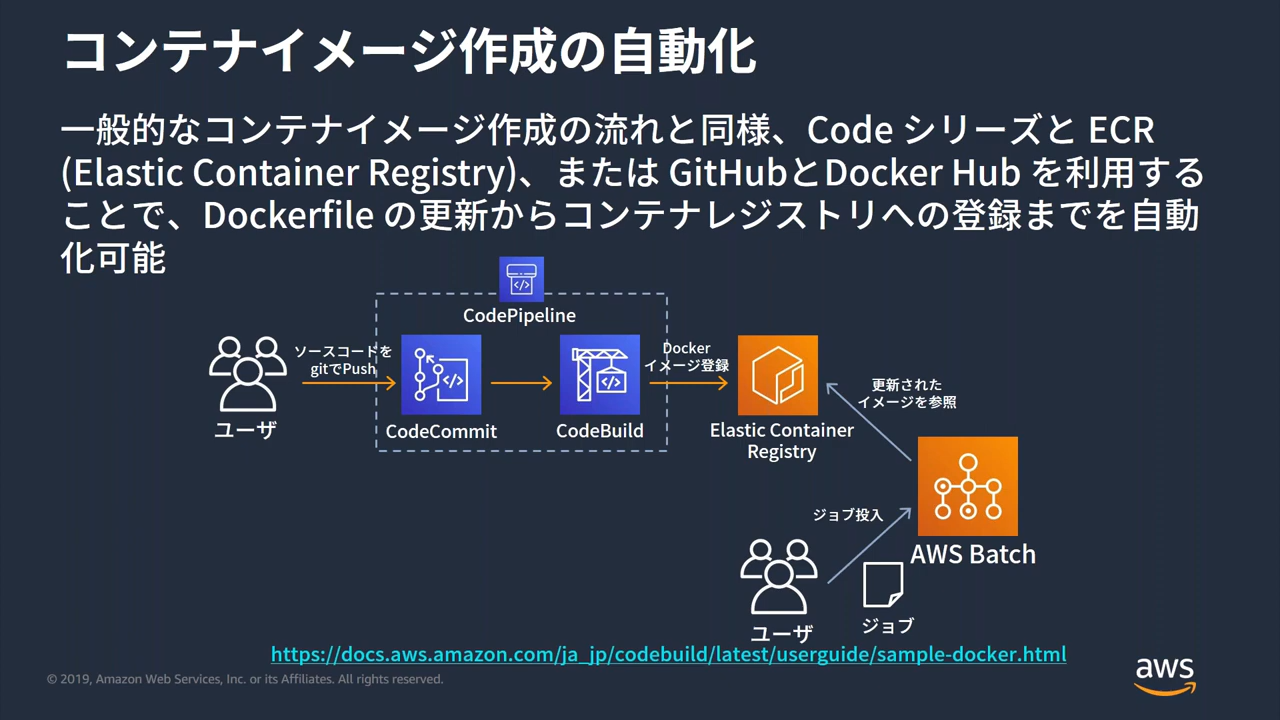 コンテナイメージ作成の自動化
一般的なコンテナイメージ作成の流れと同様、Code シリーズと ECR
(Elastic Container Registry)、または GitHubとDocker Hub を利用する
ことで、Dockerfile の更新からコンテナレジストリへの登録までを自動
化可能
CodePipeline
ソースコードを
gitでPush
Docker
イメージ登録
更新された
イメージを参照
ユーザ
CodeCommit
CodeBuild
Elastic Container
Registry
ジョブ投入
AWS Batch
ジョブ
ユーザ
https://docs.aws.amazon.com/ja_jp/codebuild/latest/userguide/sample-docker.html
© 2019, Amazon Web Services, Inc. or its Affiliates. All rights reserved.
aws